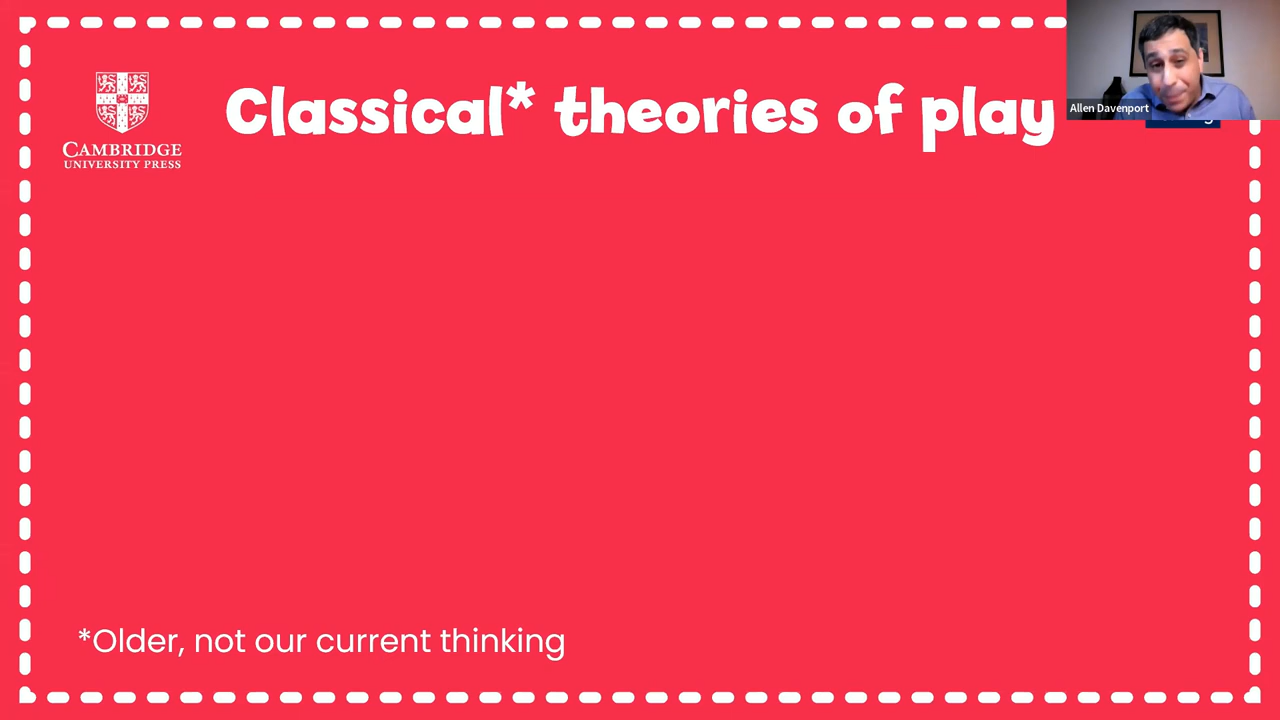 Classical* theories of play
Allen Davenport
CAMBRIDGE
UNIVERSITY PRESS
*Older, not our current thinking